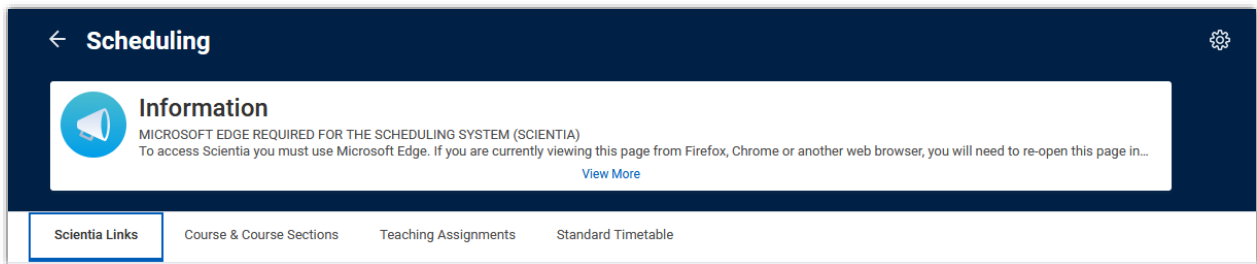 Scheduling
Information
MICROSOFT EDGE REQUIRED FOR THE SCHEDULING SYSTEM (SCIENTIA)
To access Scientia you must use Microsoft Edge. If you are currently viewing this page from Firefox, Chrome or another web browser, you will need to re-open this page in...
View More
Scientia Links Course & Course Sections Teaching Assignments Standard Timetable